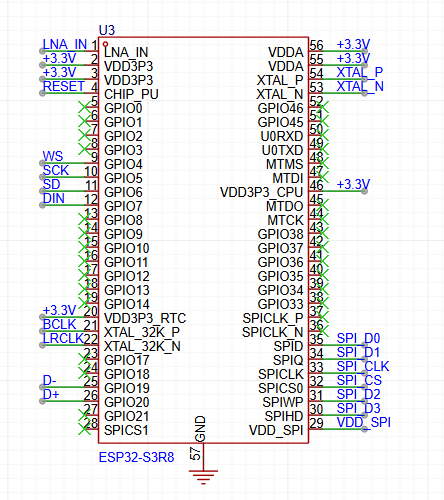 U3
LNA_IN 1 LNA_IN VDDA 56 +3.3V
+3.3V 2 VDD3P3 VDDA 55 +3.3V
+3.3V 3 VDD3P3 XTAL_P 54 XTAL_P
RESET 4 CHIP_PU XTAL_N 53 XTAL_N
5 GPIO0 GPIO46 52
6 GPIO1 GPIO45 51
7 GPIO2 U0RXD 50
8 GPIO3 U0TXD 49
WS 9 GPIO4 MTMS 48
SCK 10 GPIO5 MTDI 47
SD 11 GPIO6 VDD3P3_CPU 46 +3.3V
DIN 12 GPIO7 MTDO 45
13 GPIO8 MTCK 44
14 GPIO9 GPIO38 43
15 GPIO10 GPIO37 42
16 GPIO11 GPIO36 41
17 GPIO12 GPIO35 40
18 GPIO13 GPIO34 39
19 GPIO14 GPIO33 38
+3.3V 20 VDD3P3_RTC SPICLK_P 37
BCLK 21 XTAL_32K_P SPICLK_N 36
LRCLK 22 XTAL_32K_N SPID 35 SPI_D0
23 GPIO17 SPIQ 34 SPI_D1
24 GPIO18 SPICLK 33 SPI_CLK
D- 25 GPIO19 SPICS0 32 SPI_CS
D+ 26 GPIO20 SPIWP 31 SPI_D2
27 GPIO21 SPIHD 30 SPI_D3
28 SPICS1 VDD_SPI 29 VDD_SPI
57 GND
ESP32-S3R8